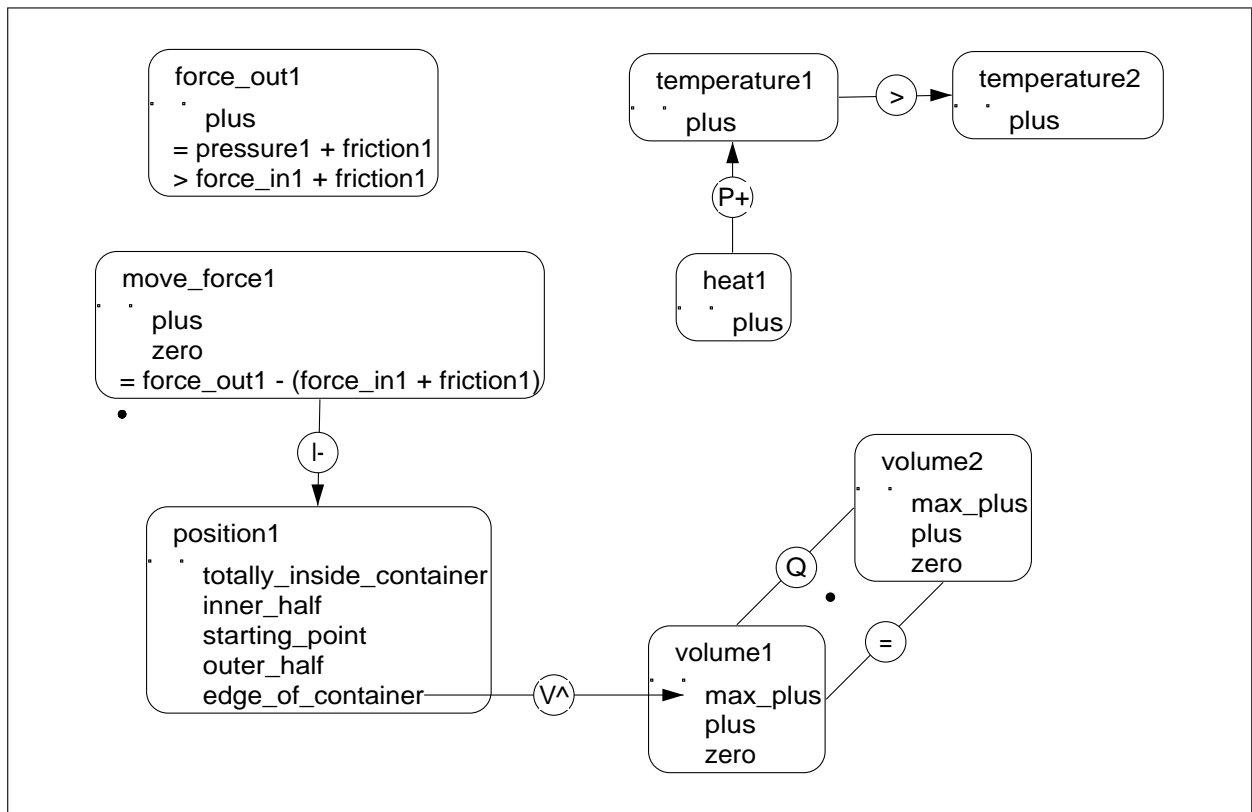 force_out1
plus
= pressure1 + friction1
> force_in1 + friction1
temperature1
plus
>
temperature2
plus
P+
heat1
plus
move_force1
plus
zero
= force_out1 - (force_in1 + friction1)
I-
position1
totally_inside_container
inner_half
starting_point
outer_half
edge_of_container
V^
volume2
max_plus
plus
zero
Q
=
volume1
max_plus
plus
zero